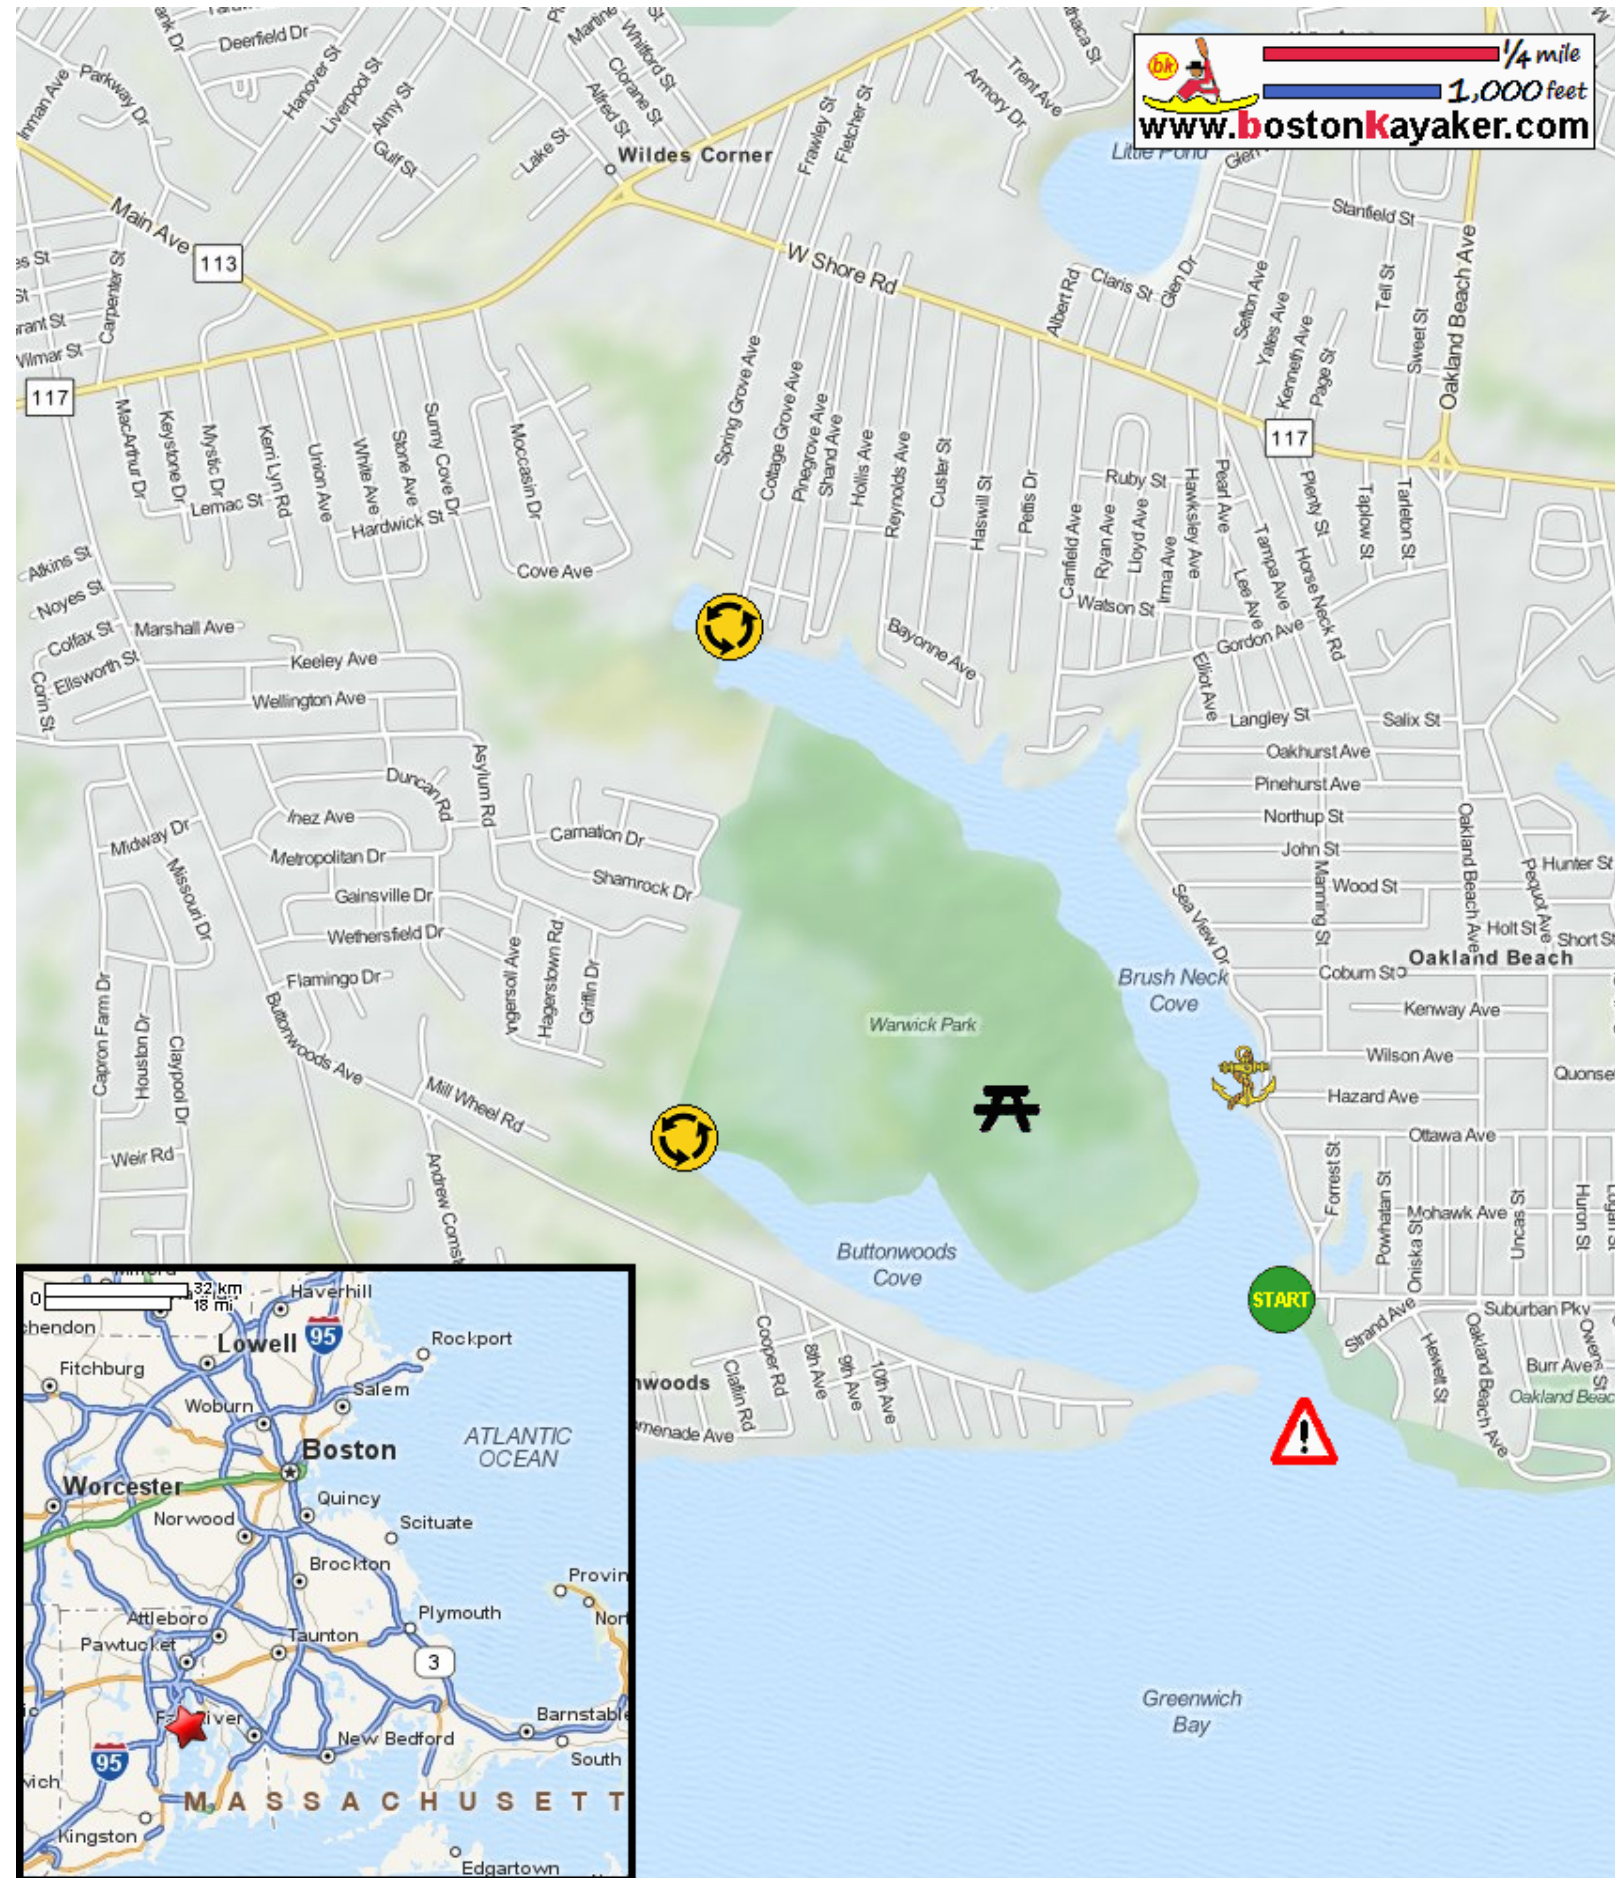 Deerfield Dr
Hanover St
Liverpool St
Almy St
Gulf St
Parkway Dr
Inman Ave
Whitford St
Clorane St
Alfred St
Lake St
Wildes Corner
Frawley St
Fletcher St
Armory Dr
Trent Ave
bk
1/4 mile
1,000 feet
www.bostonkayaker.com
Little Pond
Stanfield St
Main Ave
113
Carpenter St
W Shore Rd
Albert Rd
Claris St
Glen Dr
Sefton Ave
Yates Ave
Kenneth Ave
Page St
Tell St
Sweet St
Oakland Beach Ave
117
MacArthur Dr
Keystone Dr
Mystic Dr
Lemac St
Kerri Lyn Rd
Union Ave
White Ave
Stone Ave
Sunny Cove Dr
Hardwick St
Moccasin Dr
Cove Ave
Spring Grove Ave
Cottage Grove Ave
Pinegrove Ave
Shand Ave
Hollis Ave
Reynolds Ave
Custer St
Haswill St
Pettis Dr
Canfield Ave
Ryan Ave
Lloyd Ave
Irma Ave
Ruby St
Hawksley Ave
Pearl Ave
Lee Ave
Tampa Ave
Horse Neck Rd
117
Plenty St
Taplow St
Tarleton St
Watson St
Gordon Ave
Elliot Ave
Bayonne Ave
Atkins St
Noyes St
Colfax St
Ellsworth St
Corin St
Marshall Ave
Keeley Ave
Wellington Ave
Asylum Rd
Duncan Rd
Inez Ave
Metropolitan Dr
Gainsville Dr
Wethersfield Dr
Flamingo Dr
Midway Dr
Missouri Dr
Capron Farm Dr
Houston Dr
Claypool Dr
Weir Rd
Buttonwoods Ave
Mill Wheel Rd
Carnation Dr
Shamrock Dr
Angersoll Ave
Hagerstown Rd
Griffin Dr
Langley St
Salix St
Oakhurst Ave
Pinehurst Ave
Northup St
John St
Wood St
Manning St
Sea View Dr
Oakland Beach Ave
Pequot Ave
Hunter St
Holt St
Short St
Oakland Beach
Coburn St
Kenway Ave
Wilson Ave
Hazard Ave
Ottawa Ave
Forrest St
Powhatan St
Oniska St
Mohawk Ave
Uncas St
Huron St
Brush Neck
Cove
Warwick Park
Buttonwoods
Cove
START
Strand Ave
Suburban Pkv
Hewett St
Oakland Beach Ave
Burr Ave
Owens St
Cooper Rd
Claflin Rd
8th Ave
9th Ave
10th Ave
Greenwich
Bay
0
32 km
18 mi
Haverhill
Lowell
95
Rockport
Fitchburg
Salem
Woburn
Boston
ATLANTIC
OCEAN
Worcester
Quincy
Norwood
Scituate
Brockton
Attleboro
Plymouth
Pawtucket
Taunton
3
Barnstable
New Bedford
South
95
MASSACHUSETT
Kingston
Edgartown